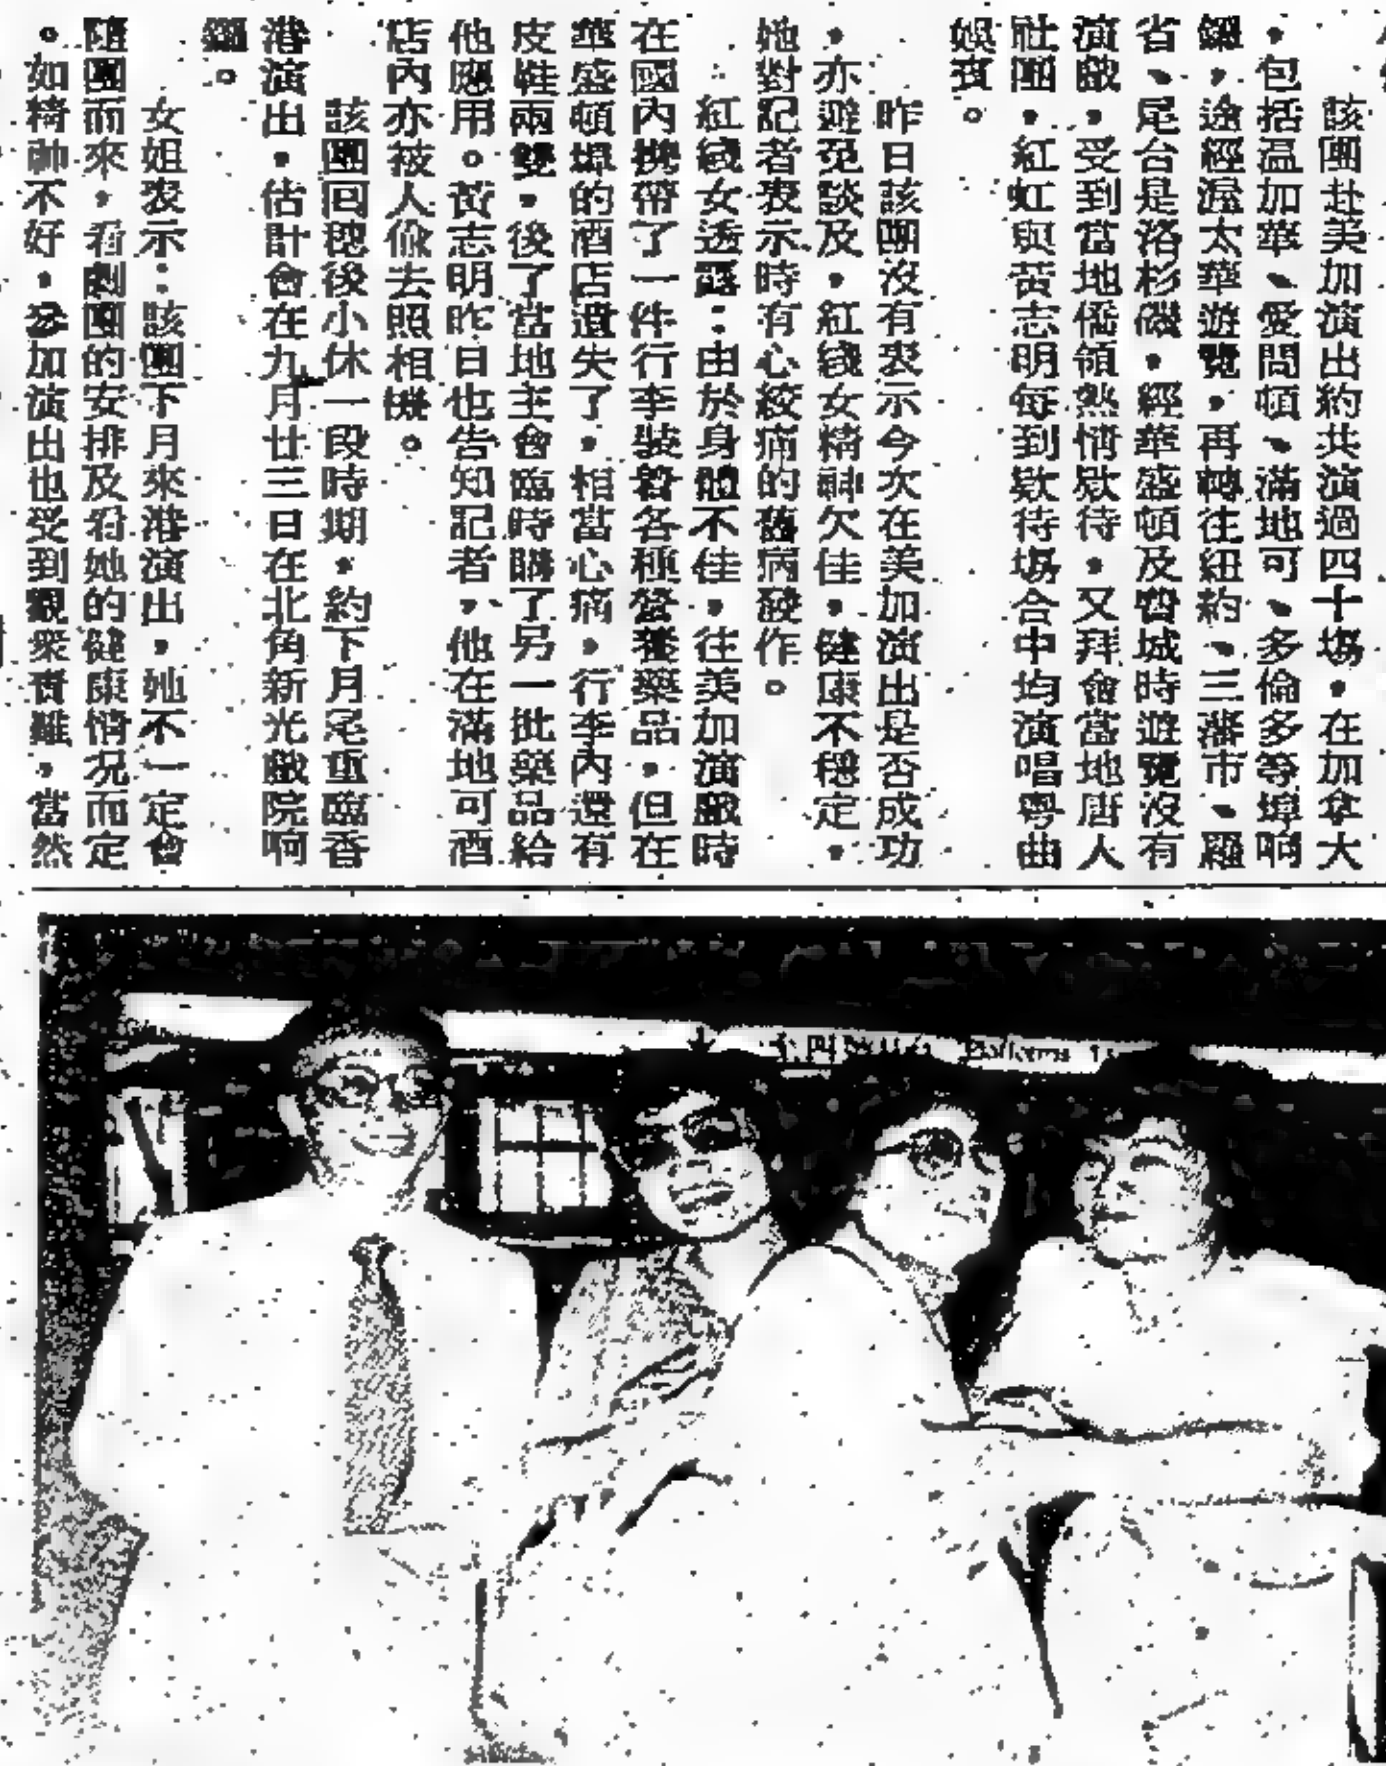 該團赴美加演出約共演過四十場，在加拿大
，包括温加華、愛閏頓、滿地可、多倫多等埠响
鑼，途經渥太華遊覽，再轉往紐約、三藩市、羅
省、尾台是洛杉磯，經華盛頓及賭城時遊覽沒有
演戲，受到當地僑領熱情欵待，又拜會當地唐人
社團，紅虹與黃志明每到欵待塲合中均演唱粤曲
娛賓。
昨日該團沒有表示今次在美加演出是否成功
，亦避免談及，紅綫女精神欠佳，健康不穩定，
她對記者表示時有心絞痛的舊病發作。
紅綫女透露：由於身體不佳，往美加演戲時
在國內携帶了一件行李裝着各種營養藥品，但在
華盛頓埠的酒店遺失了，相當心痛，行李內還有
皮鞋兩雙，後了當地主會臨時購了另一批藥品給
他應用。黃志明昨日也告知記者，他在滿地可酒
店內亦被人偷去照相機。
該團回穗後小休一段時期，約下月尾重臨香
港演出，估計會在九月廿三日在北角新光戲院响
鑼。
女姐表示：該團下月來港演出，她不一定會
隨團而來，看劇團的安排及看她的健康情况而定
。如精神不好，參加演出也受到觀衆責難，當然
Platforms